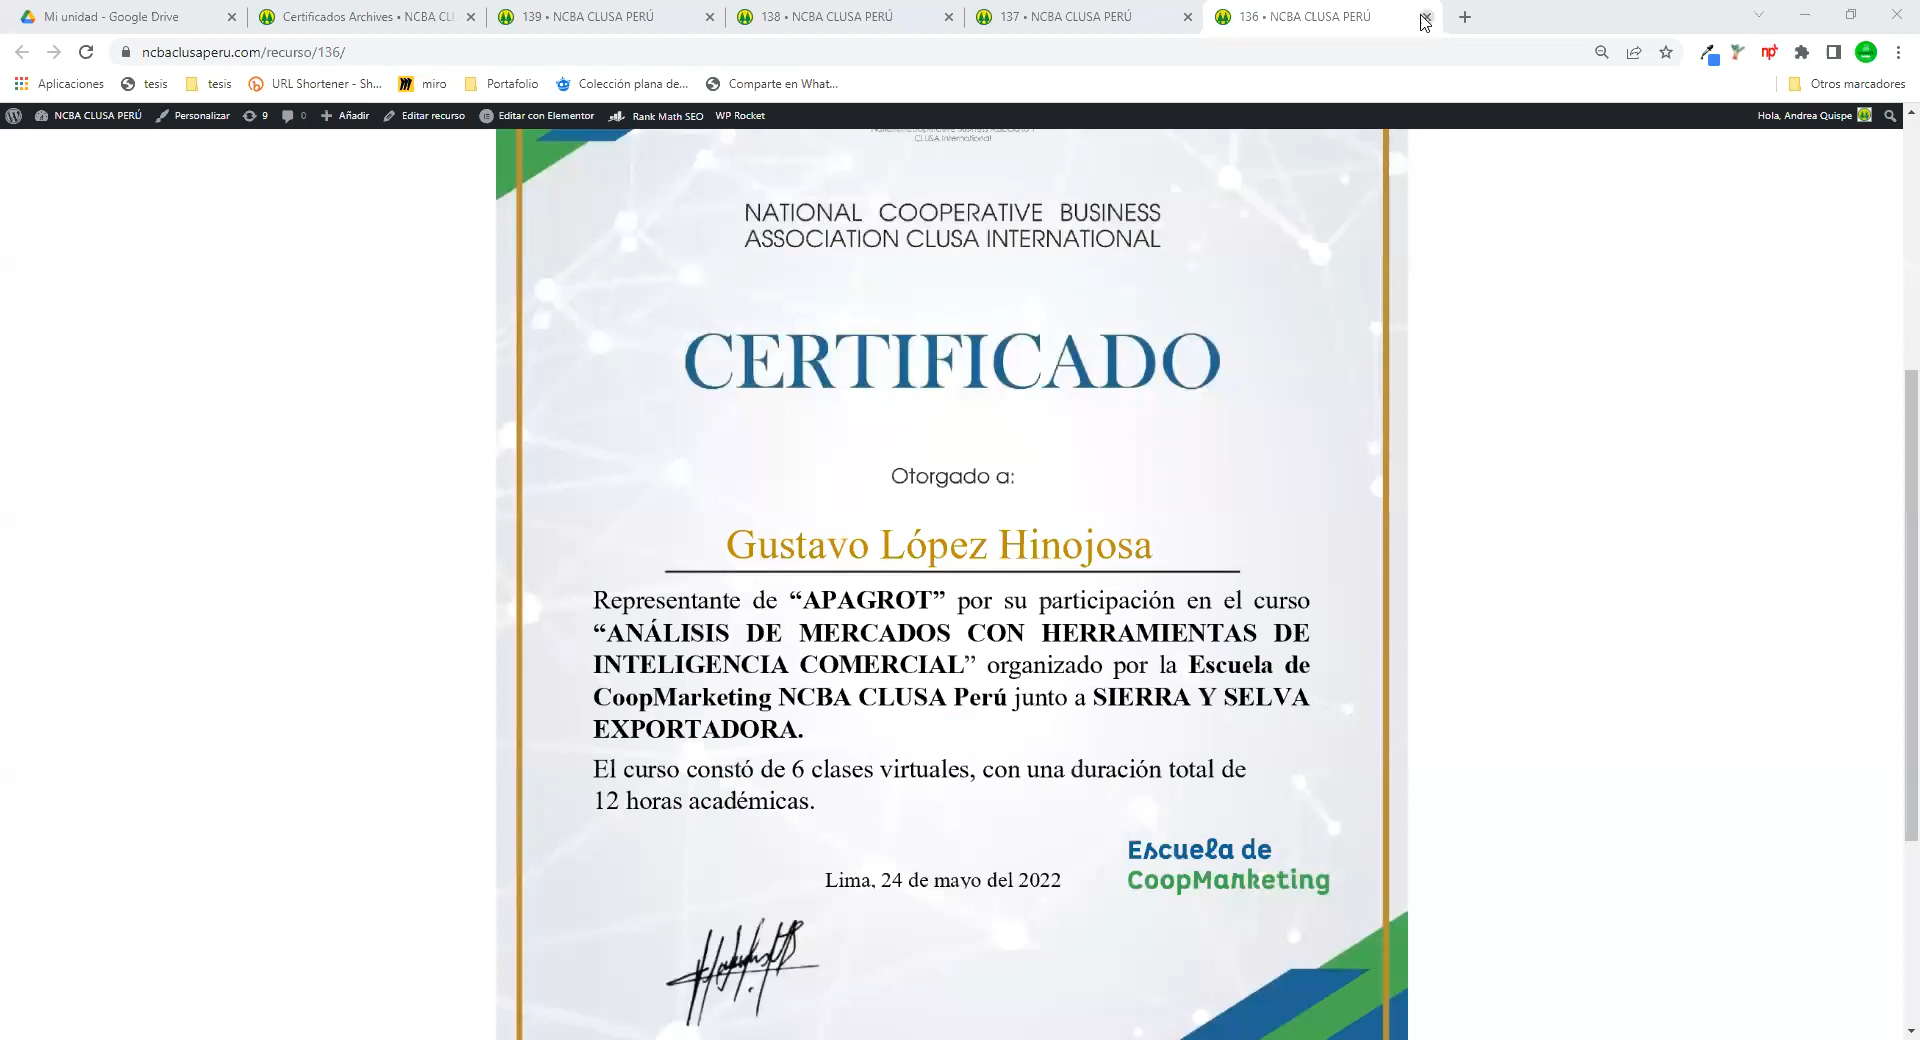 Mi unidad - Google Drive
Certificados Archives • NCBA CL
139 • NCBA CLUSA PERÚ
138 • NCBA CLUSA PERÚ
137 • NCBA CLUSA PERÚ
136 • NCBA CLUSA PERÚ
ncbaclusaperu.com/recurso/136/
Aplicaciones
tesis
tesis
URL Shortener - Sh...
miro
Portafolio
Colección plana de...
Comparte en What...
Otros marcadores
NCBA CLUSA PERÚ
Personalizar
9
0
Añadir
Editar recurso
Editar con Elementor
Rank Math SEO
WP Rocket
Hola, Andrea Quispe
CLUSA International
NATIONAL COOPERATIVE BUSINESS
ASSOCIATION CLUSA INTERNATIONAL
CERTIFICADO
Otorgado a:
Gustavo López Hinojosa
Representante de “APAGROT” por su participación en el curso
“ANÁLISIS DE MERCADOS CON HERRAMIENTAS DE
INTELIGENCIA COMERCIAL” organizado por la Escuela de
CoopMarketing NCBA CLUSA Perú junto a SIERRA Y SELVA
EXPORTADORA.
El curso constó de 6 clases virtuales, con una duración total de
12 horas académicas.
Lima, 24 de mayo del 2022
Escuela de
CoopMarketing